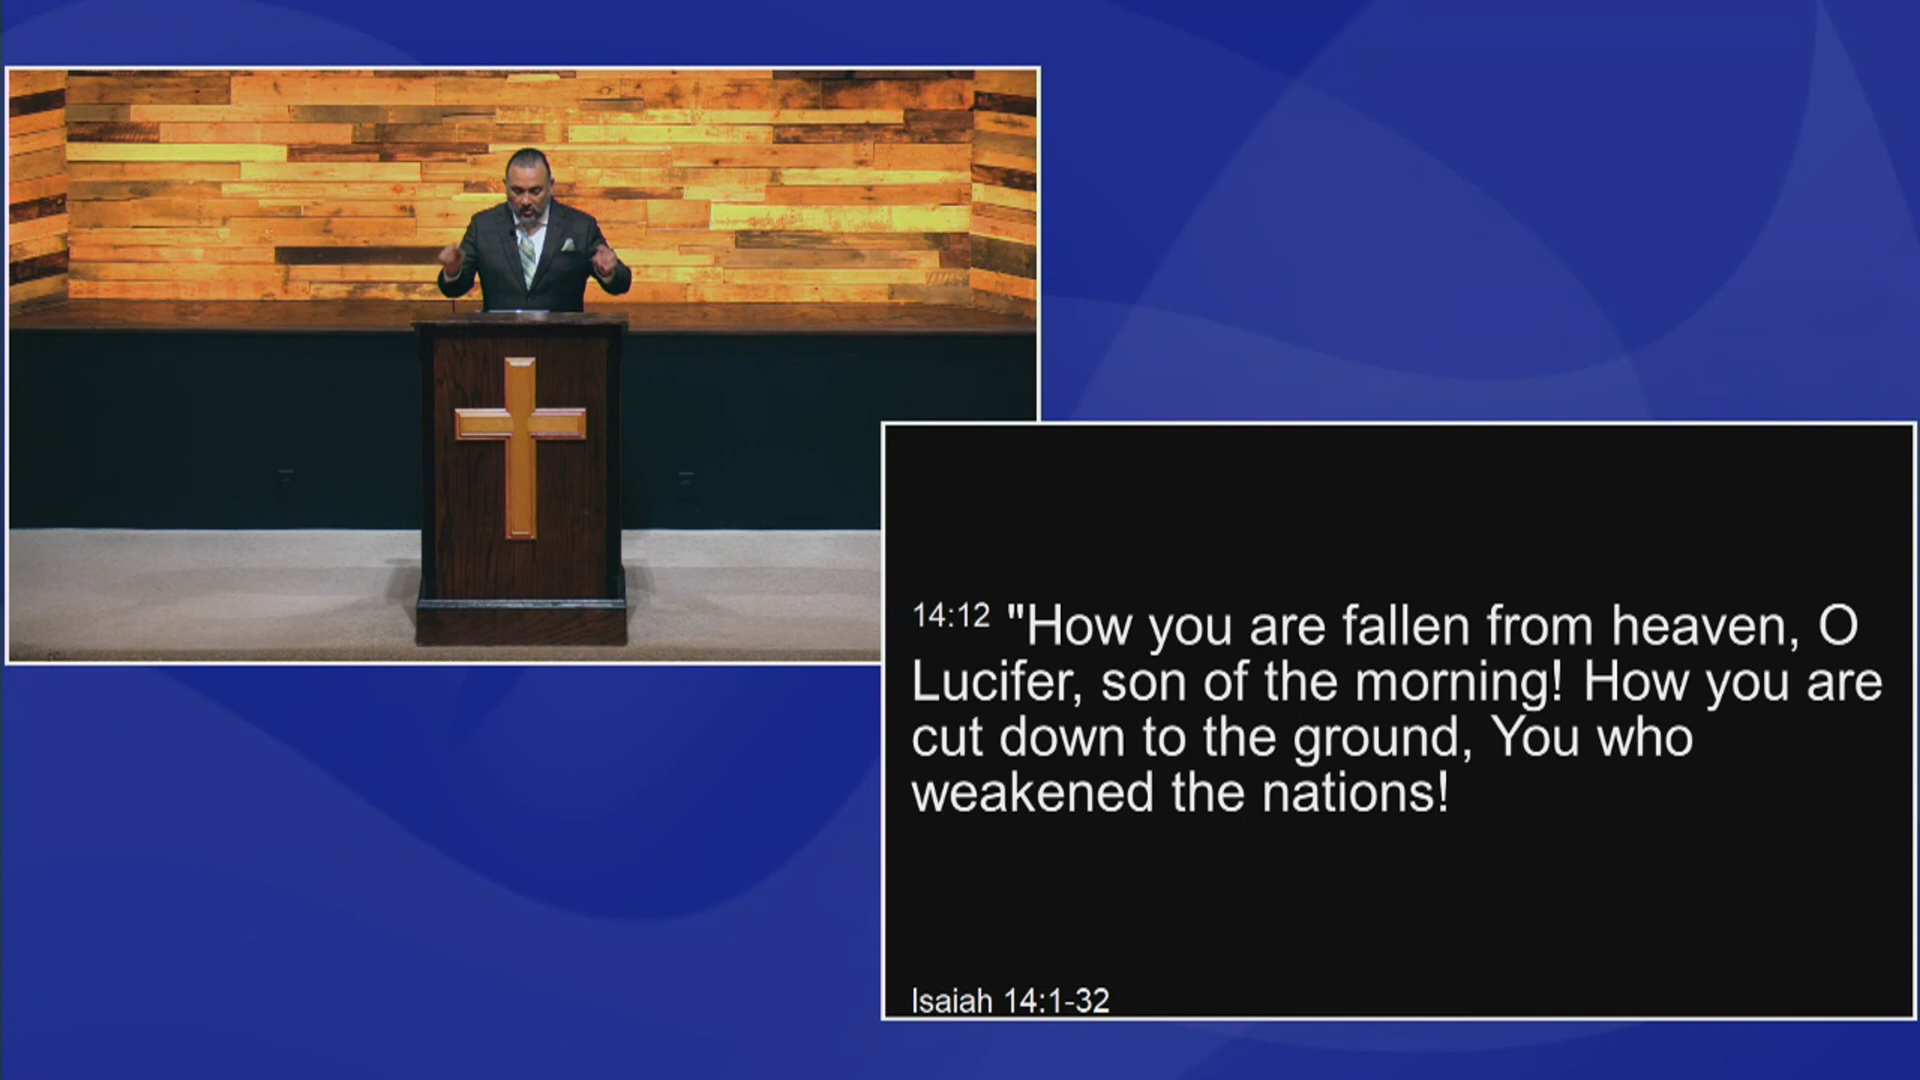 14:12 "How you are fallen from heaven, O
Lucifer, son of the morning! How you are
cut down to the ground, You who
weakened the nations!
Isaiah 14:1-32